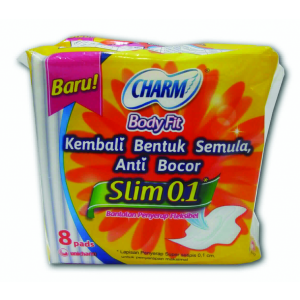 Baru!
CHARM
Body Fit
Kembali Bentuk Semula,
Anti Bocor
Slim 0.1
8 pads